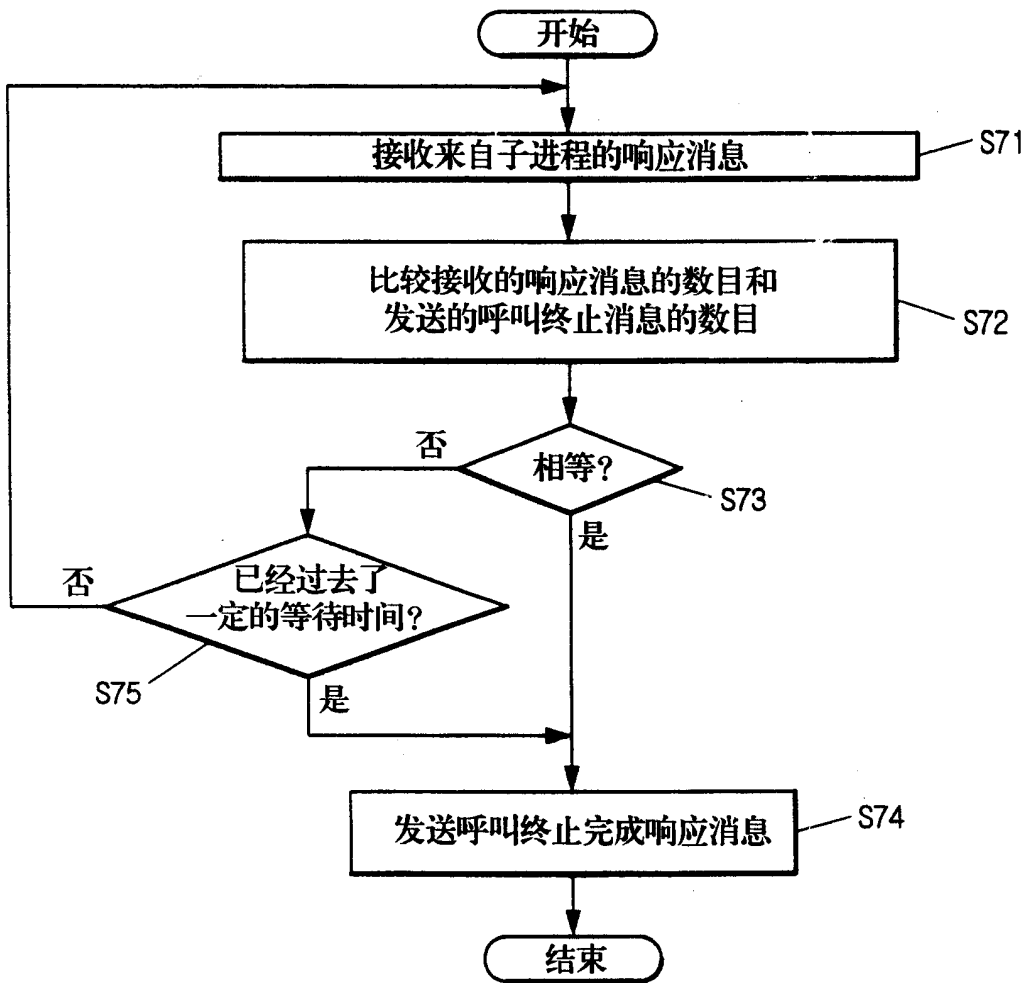 开始
接收来自子进程的响应消息
S71
比较接收的响应消息的数目和
发送的呼叫终止消息的数目
S72
否
相等?
S73
是
否
已经过去了
一定的等待时间?
S75
是
发送呼叫终止完成响应消息
S74
结束